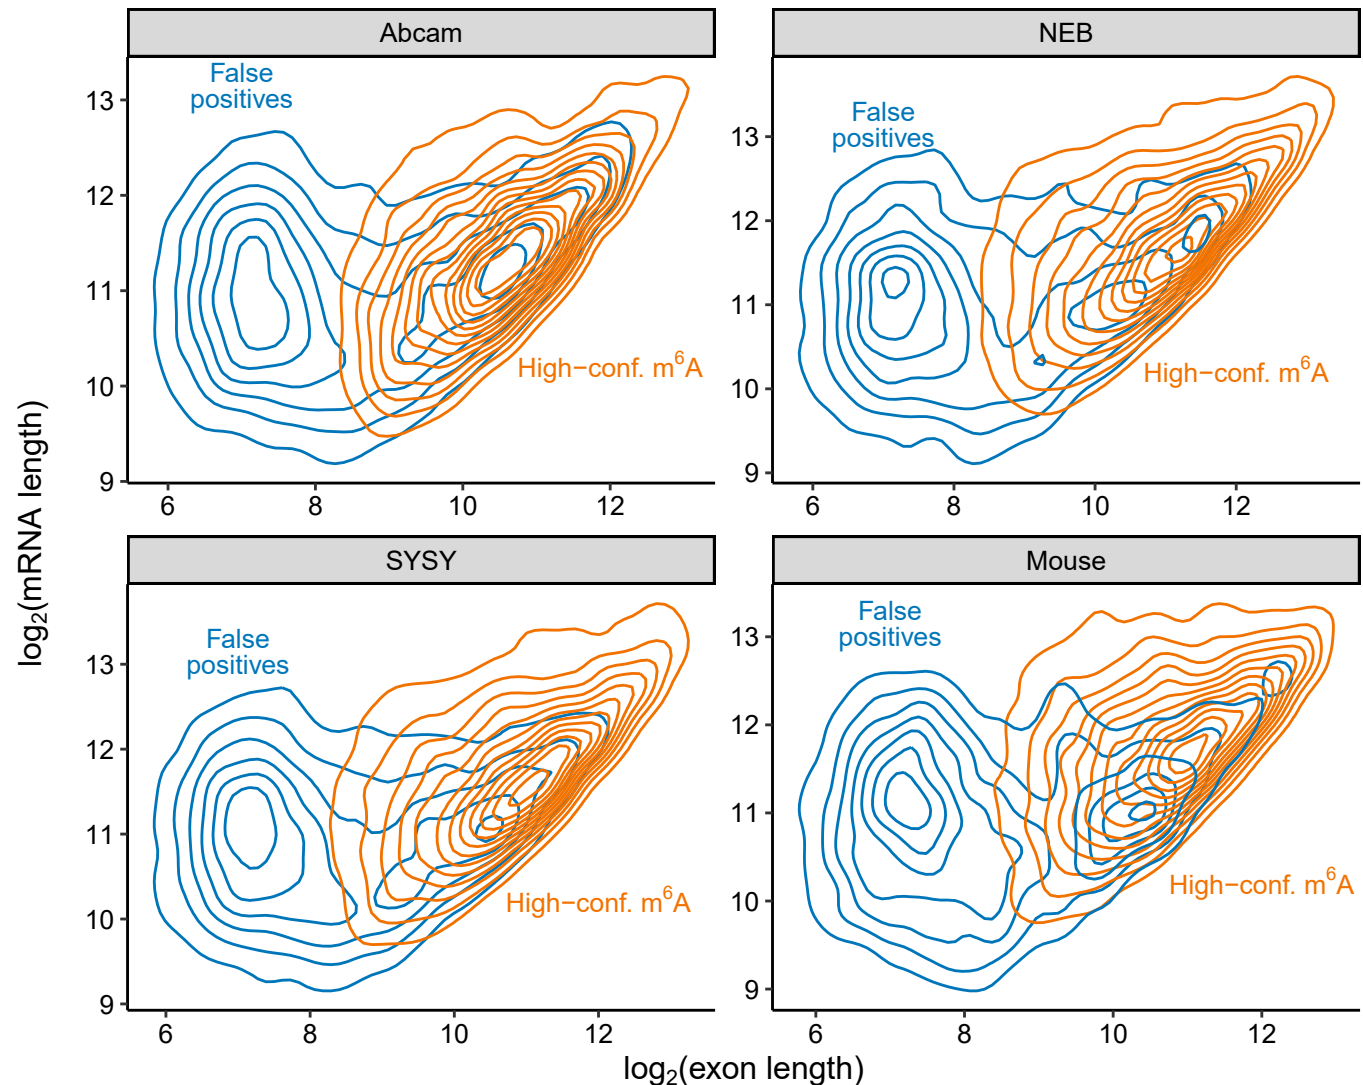 Abcam
False
positives
High−conf. m⁶A
13
12
11
10
9
6
8
10
12
NEB
False
positives
High−conf. m⁶A
13
12
11
10
9
6
8
10
12
SYSY
False
positives
High−conf. m⁶A
13
12
11
10
9
6
8
10
12
Mouse
False
positives
High−conf. m⁶A
13
12
11
10
9
6
8
10
12
log₂(mRNA length)
log₂(exon length)